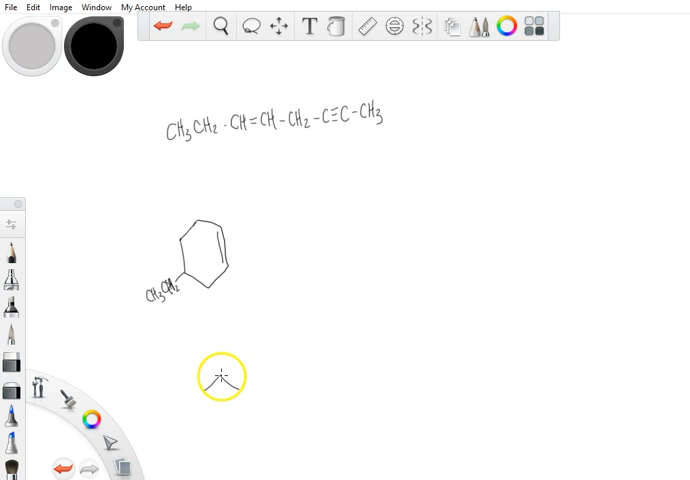 File Edit Image Window My Account Help
T
CH₃CH₂ · CH=CH-CH₂-C≡C-CH₃
CH₃CH₂